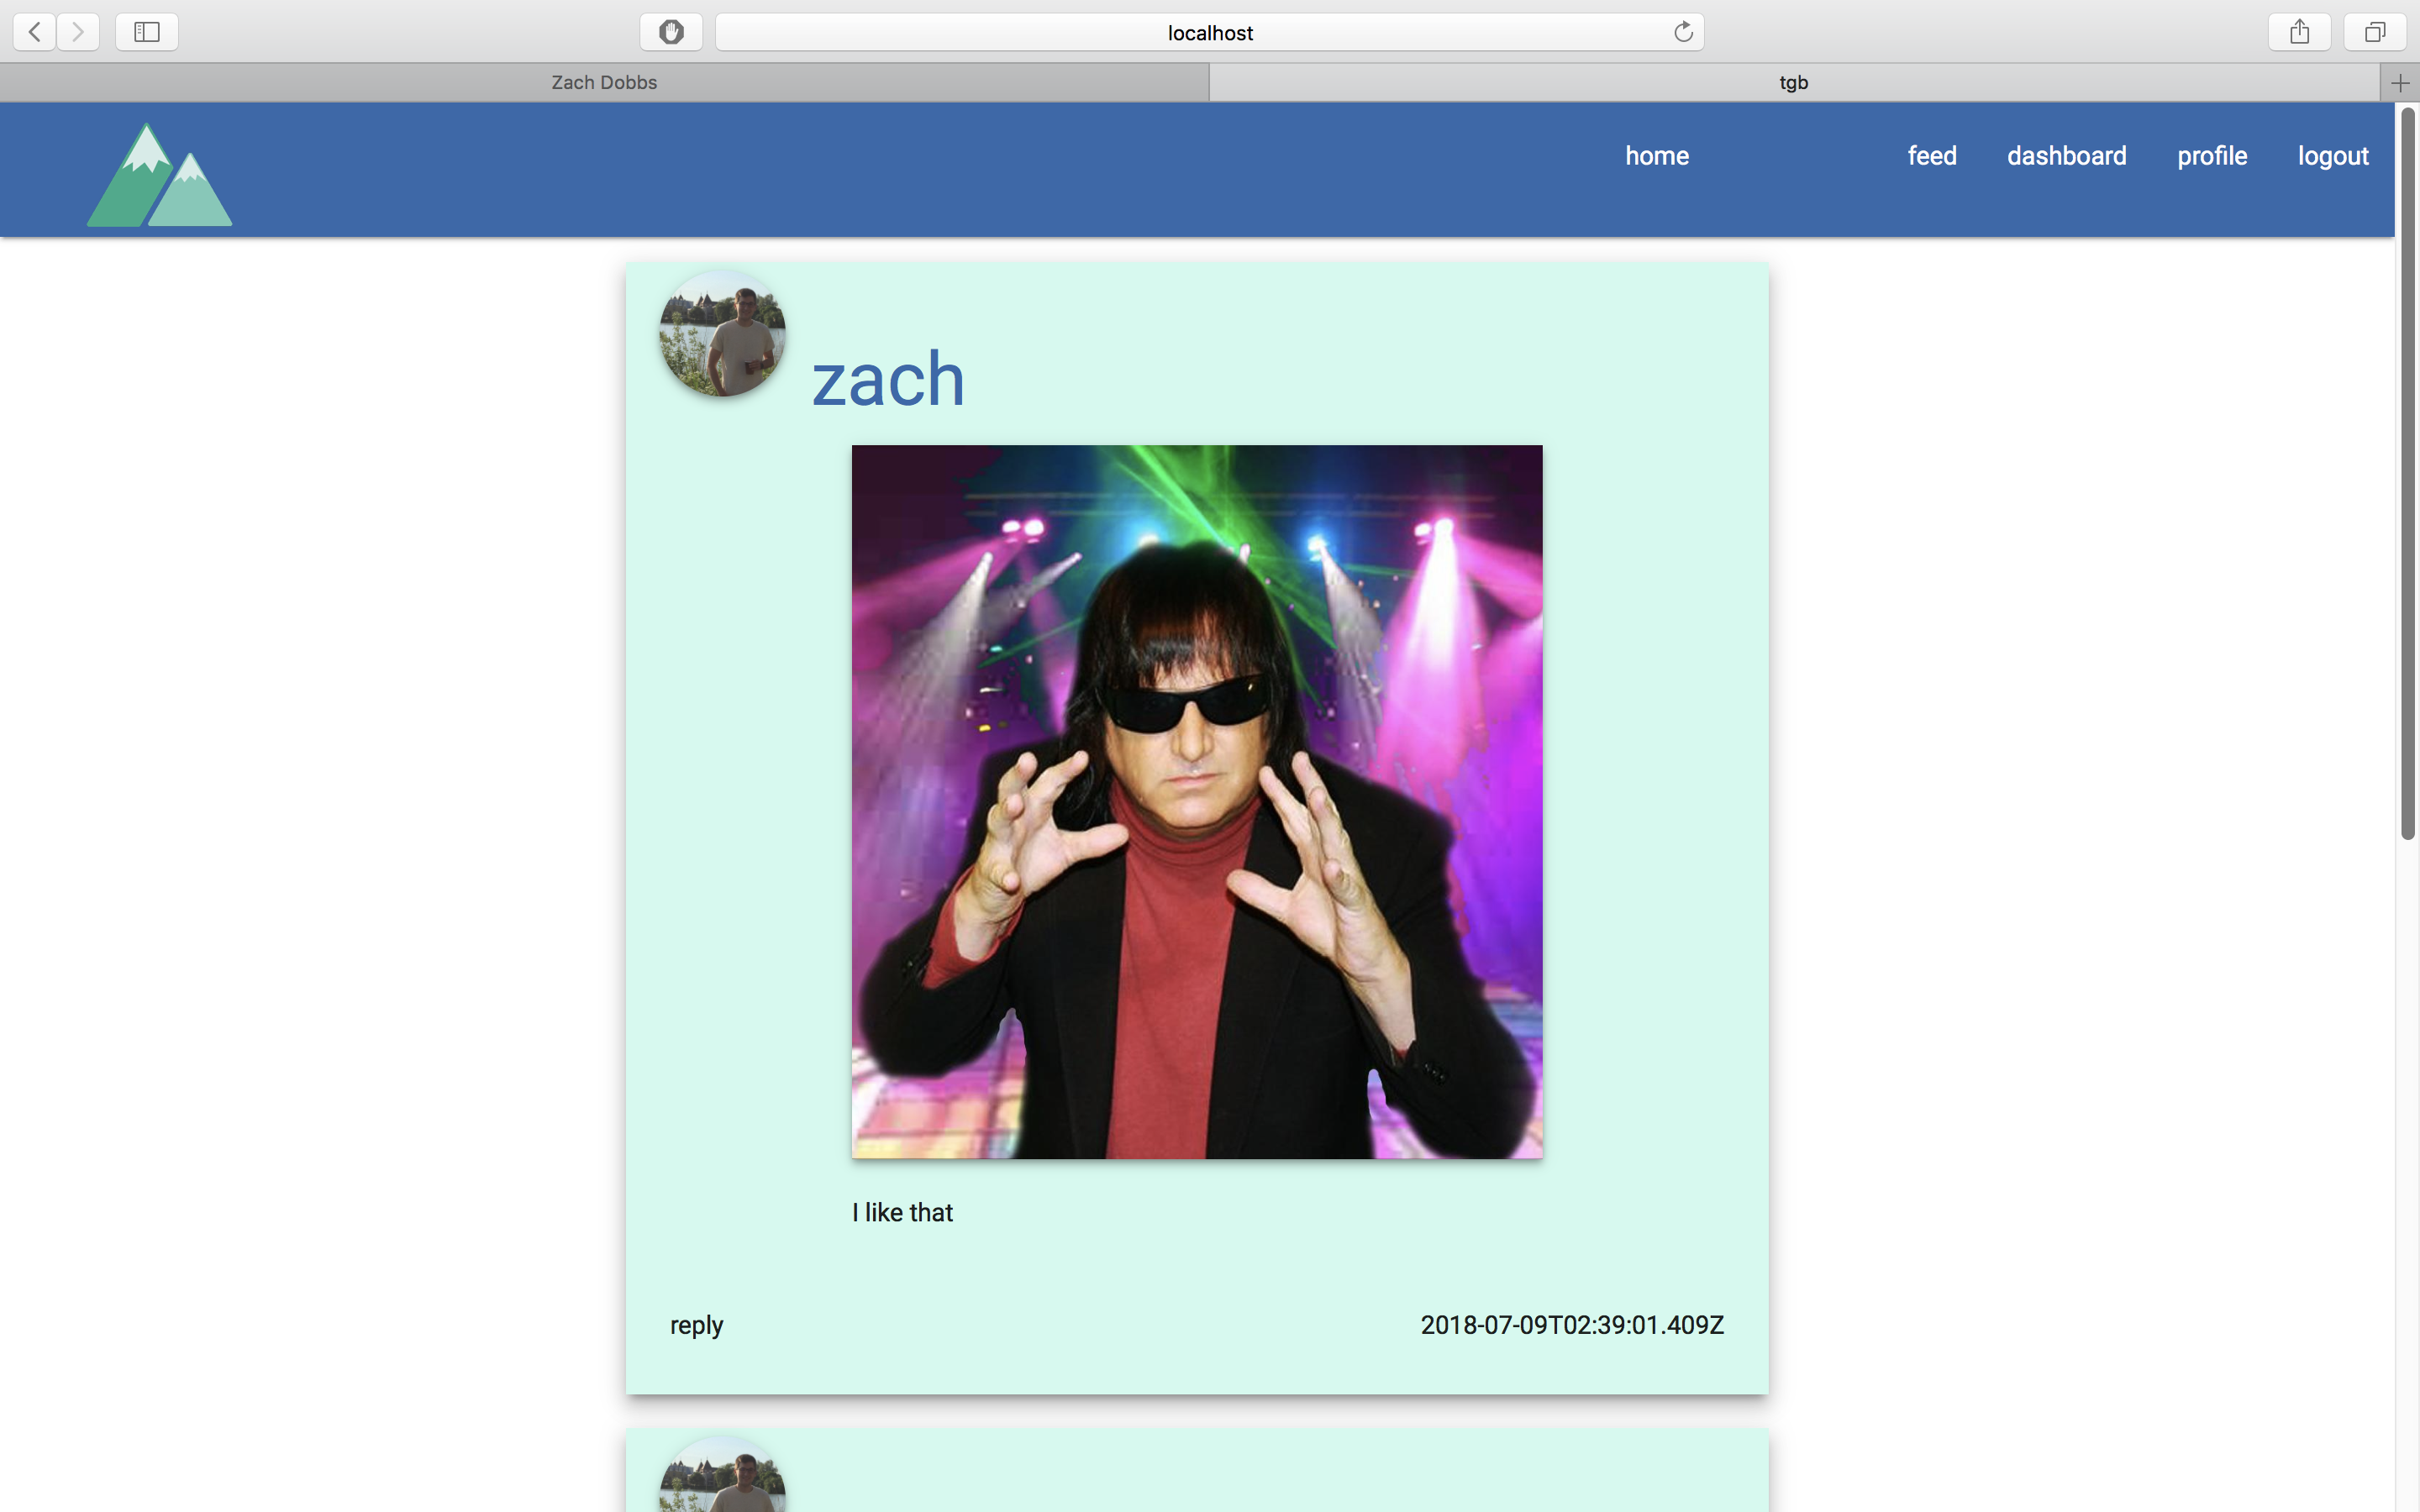 localhost
Zach Dobbs
tgb
home feed dashboard profile logout
zach
I like that
reply 2018-07-09T02:39:01.409Z